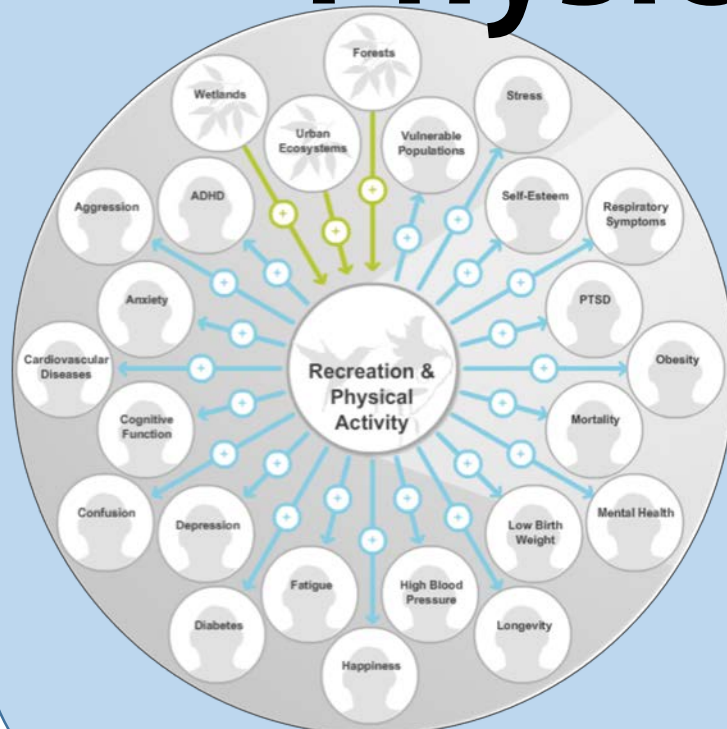 Forests
Wetlands
Stress
Urban
Ecosystems
Vulnerable
Populations
ADHD
Self-Esteem
Aggression
Respiratory
Symptoms
Anxiety
PTSD
Cardiovascular
Diseases
Obesity
Recreation &
Physical
Activity
Cognitive
Function
Mortality
Confusion
Mental Health
Depression
Low Birth
Weight
Fatigue
High Blood
Pressure
Diabetes
Longevity
Happiness